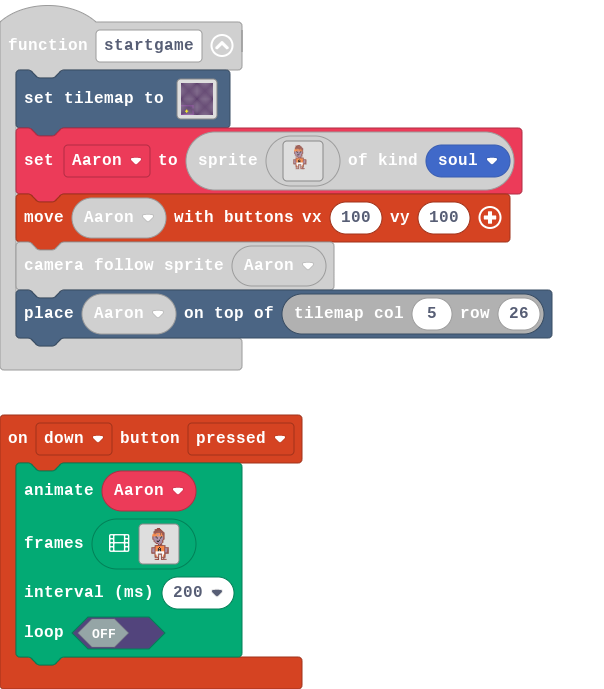 function startgame
set tilemap to
set Aaron to sprite of kind soul
move Aaron with buttons vx 100 vy 100
camera follow sprite Aaron
place Aaron on top of tilemap col 5 row 26
on down button pressed
animate Aaron
frames
interval (ms) 200
loop OFF